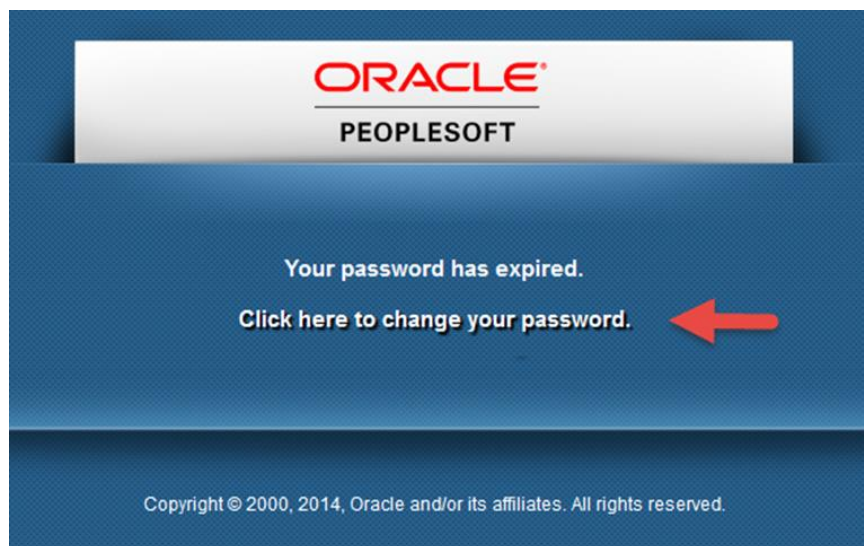 ORACLE®
PEOPLESOFT
Your password has expired.
Click here to change your password.
Copyright © 2000, 2014, Oracle and/or its affiliates. All rights reserved.